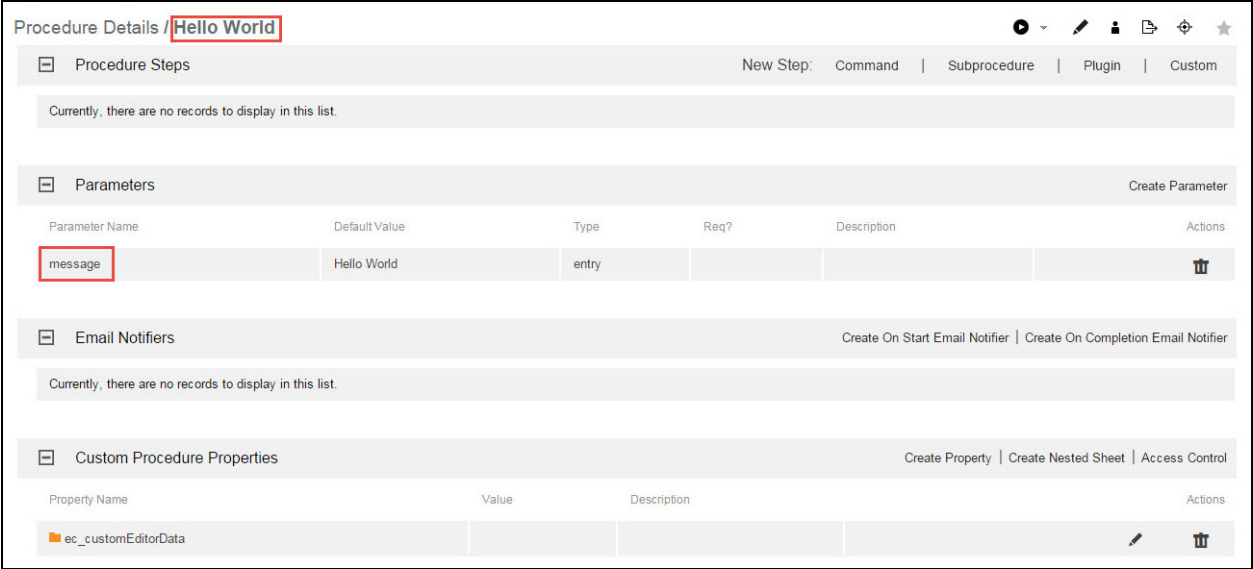 Procedure Details / Hello World
Procedure Steps New Step: Command | Subprocedure | Plugin | Custom
Currently, there are no records to display in this list.
Parameters Create Parameter
Parameter Name Default Value Type Req? Description Actions
message Hello World entry
Email Notifiers Create On Start Email Notifier | Create On Completion Email Notifier
Currently, there are no records to display in this list.
Custom Procedure Properties Create Property | Create Nested Sheet | Access Control
Property Name Value Description Actions
ec_customEditorData